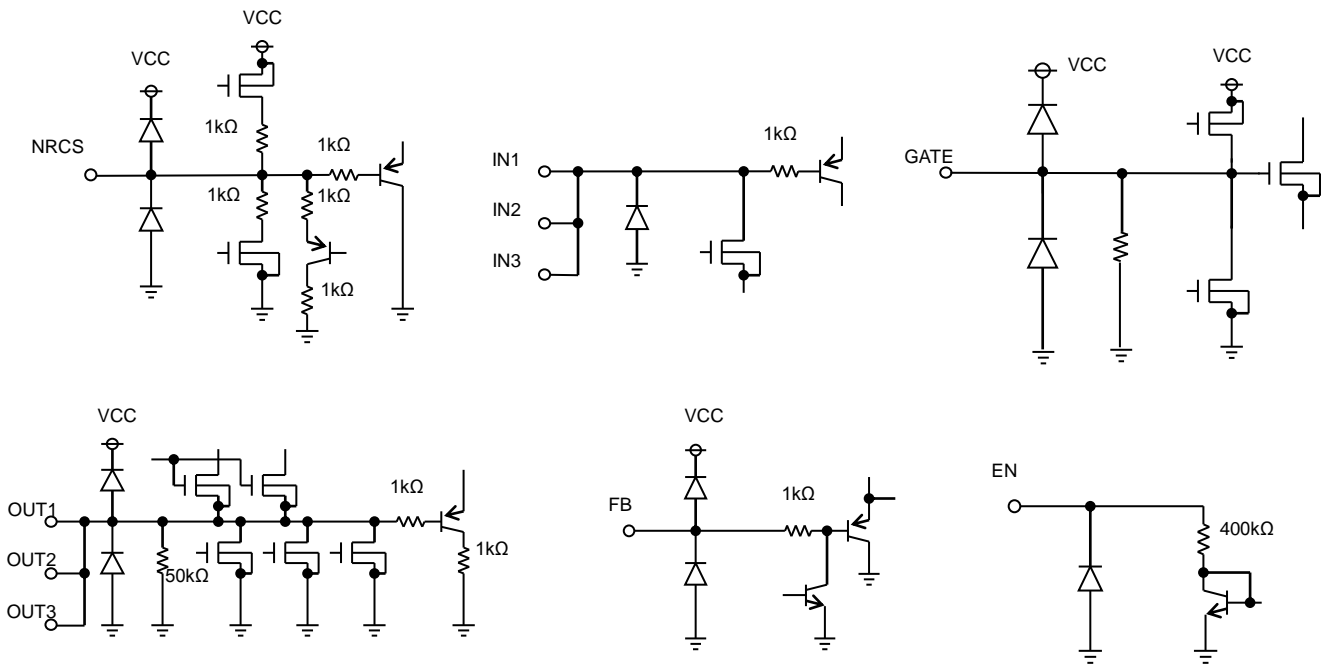 VCC
VCC
1kΩ
1kΩ
NRCS
1kΩ
1kΩ
1kΩ
1kΩ
IN1
IN2
IN3
VCC
VCC
GATE
VCC
1kΩ
OUT1
OUT2
OUT3
50kΩ
1kΩ
VCC
1kΩ
FB
EN
400kΩ